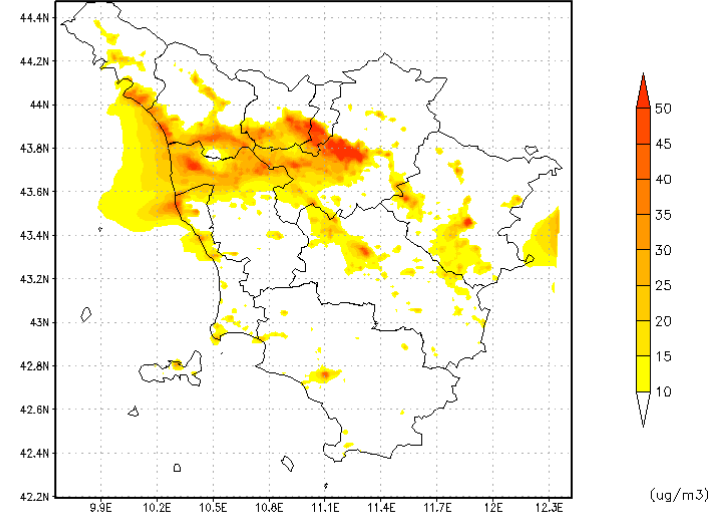 44.4N
44.2N
44N
43.8N
43.6N
43.4N
43.2N
43N
42.8N
42.6N
42.4N
42.2N
9.9E 10.2E 10.5E 10.8E 11.1E 11.4E 11.7E 12E 12.3E
50
45
40
35
30
25
20
15
10
(ug/m3)